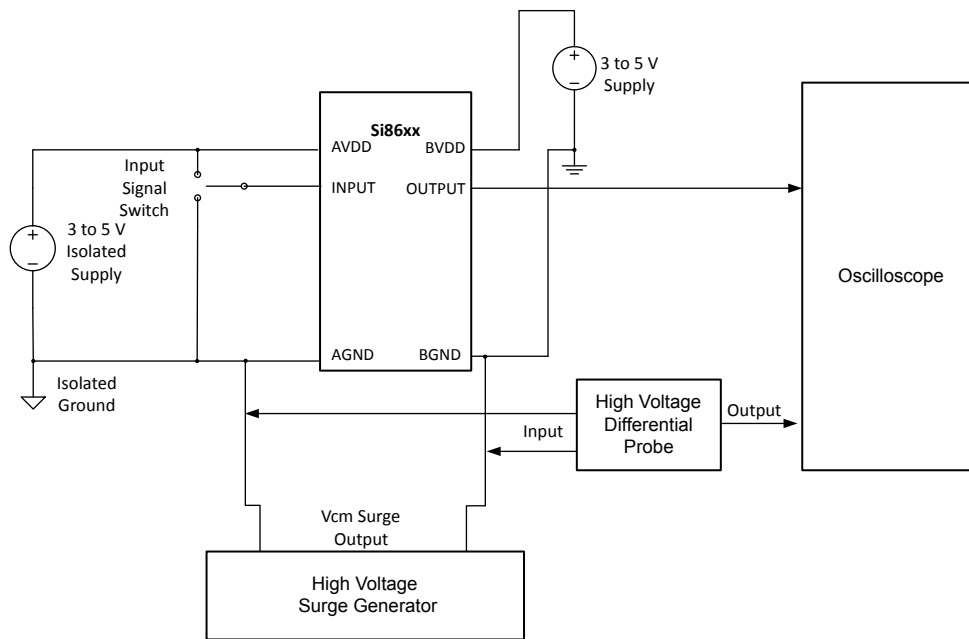 3 to 5 V
Supply
Si86xx
AVDD
BVDD
Input
Signal
Switch
INPUT
OUTPUT
3 to 5 V
Isolated
Supply
Oscilloscope
AGND
BGND
Isolated
Ground
High Voltage
Differential
Probe
Input
Output
Vcm Surge
Output
High Voltage
Surge Generator